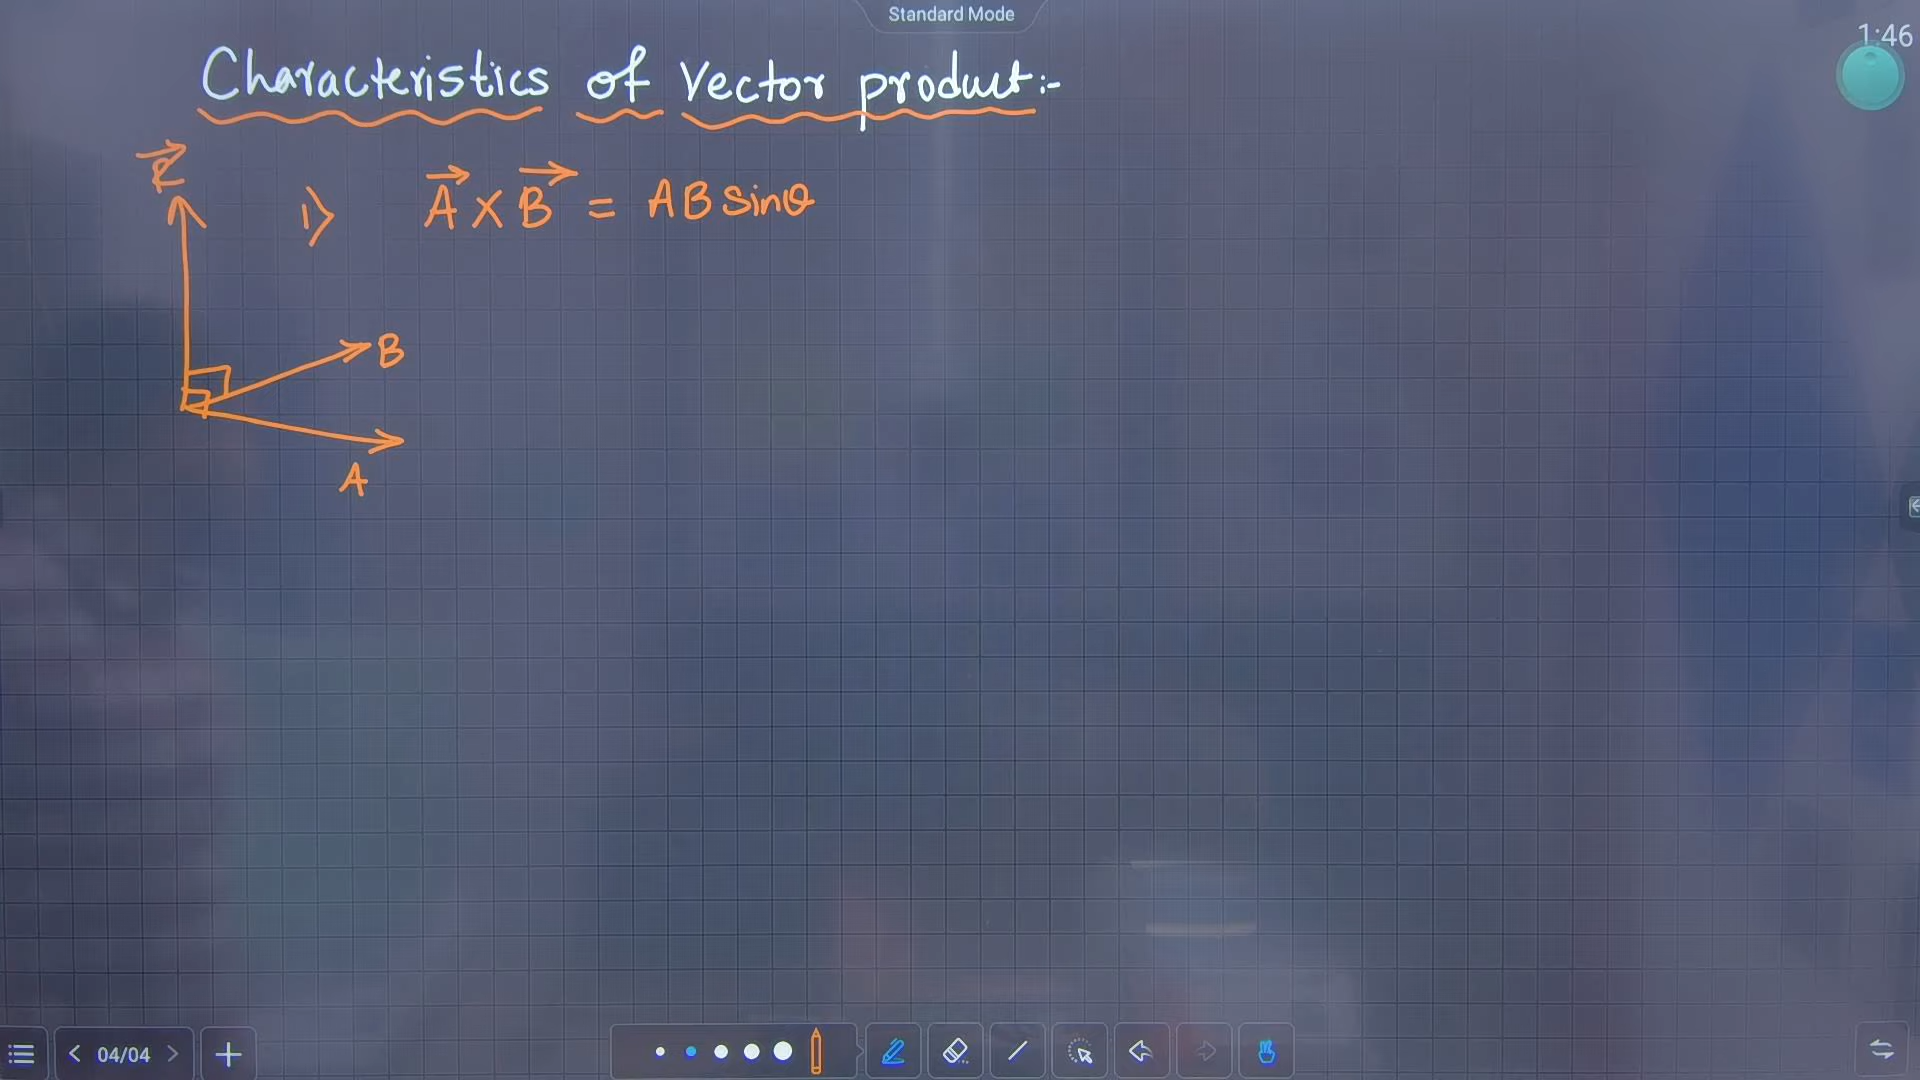 Standard Mode
1:46
Characteristics of Vector product:-
1) A⃗ × B⃗ = AB Sinθ
B
A
04/04